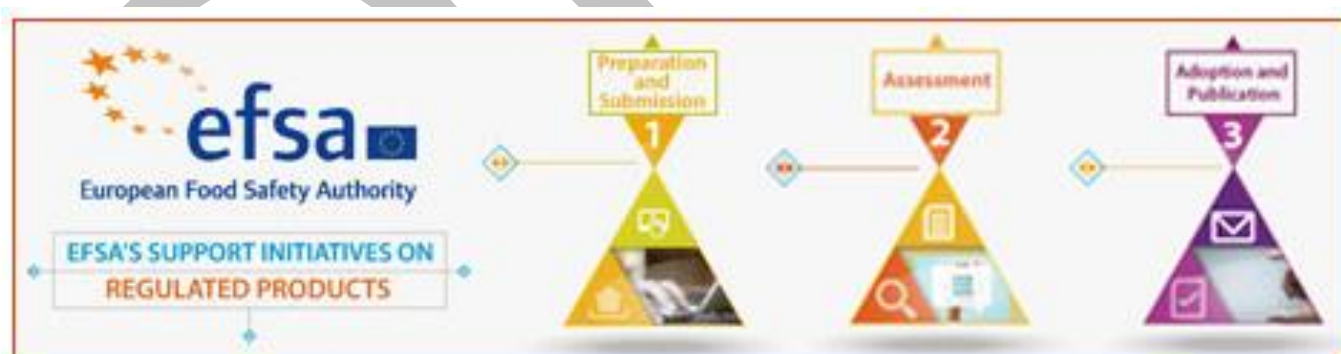 efsa
European Food Safety Authority
EFSA'S SUPPORT INITIATIVES ON
REGULATED PRODUCTS
Preparation
and
Submission
1
Assessment
2
Adoption and
Publication
3